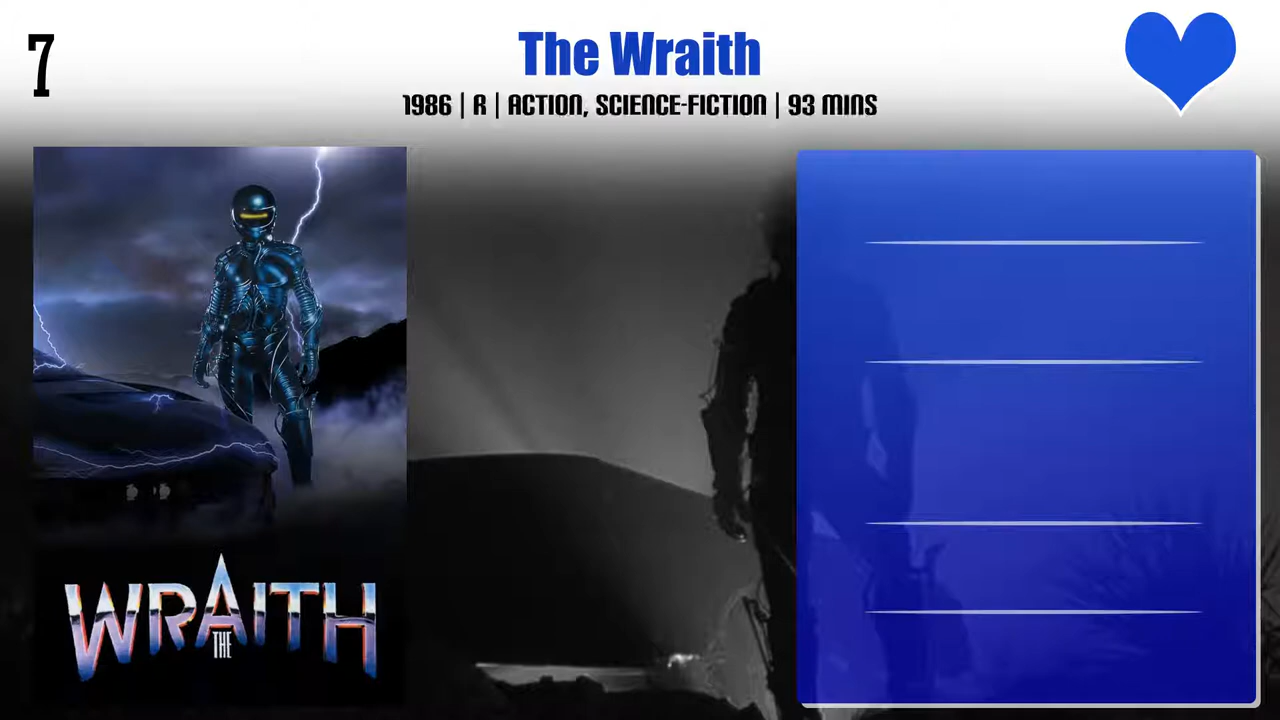 7
The Wraith
1986 | R | ACTION, SCIENCE-FICTION | 93 MINS
WRAITH
THE